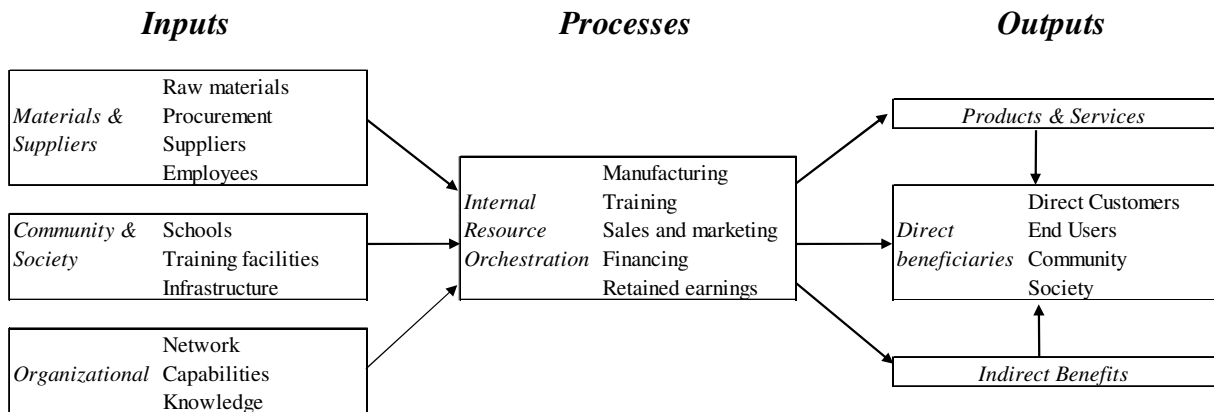 Inputs
Processes
Outputs
Materials &
Suppliers
Raw materials
Procurement
Suppliers
Employees
Community &
Society
Schools
Training facilities
Infrastructure
Organizational
Network
Capabilities
Knowledge
Internal
Resource
Orchestration
Manufacturing
Training
Sales and marketing
Financing
Retained earnings
Products & Services
Direct
beneficiaries
Direct Customers
End Users
Community
Society
Indirect Benefits